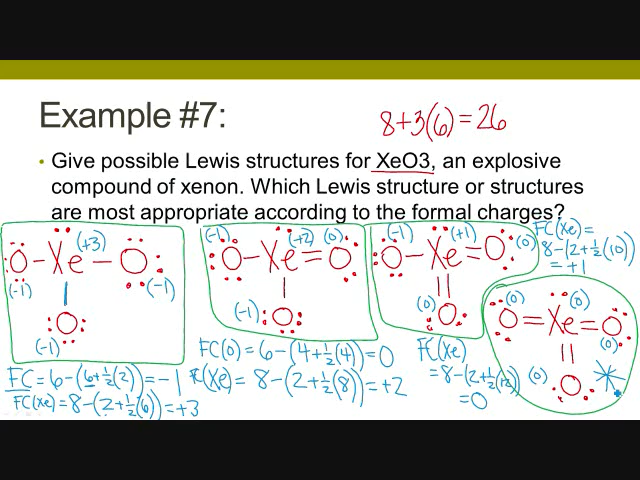 Example #7:
8+3(6)=26
• Give possible Lewis structures for XeO3, an explosive
compound of xenon. Which Lewis structure or structures
are most appropriate according to the formal charges?
(+3)
O – Xe – O
(-1) (-1)
O
(-1)
FC = 6-(6+½(2)) = -1
FC(Xe) = 8-(2+½(6)) = +3
(-1) (+2) (0)
O – Xe = O
(-1) O
FC(O) = 6-(4+½(4)) = 0
FC(Xe) = 8-(2+½(8)) = +2
(-1) (+1)
O – Xe = O (0)
(0) O
FC(Xe)=
8-(2+½(10))
= +1
(0) (0)
O = Xe = O
(0)
(0) O
FC(Xe)
= 8-(2+½(12))
= 0